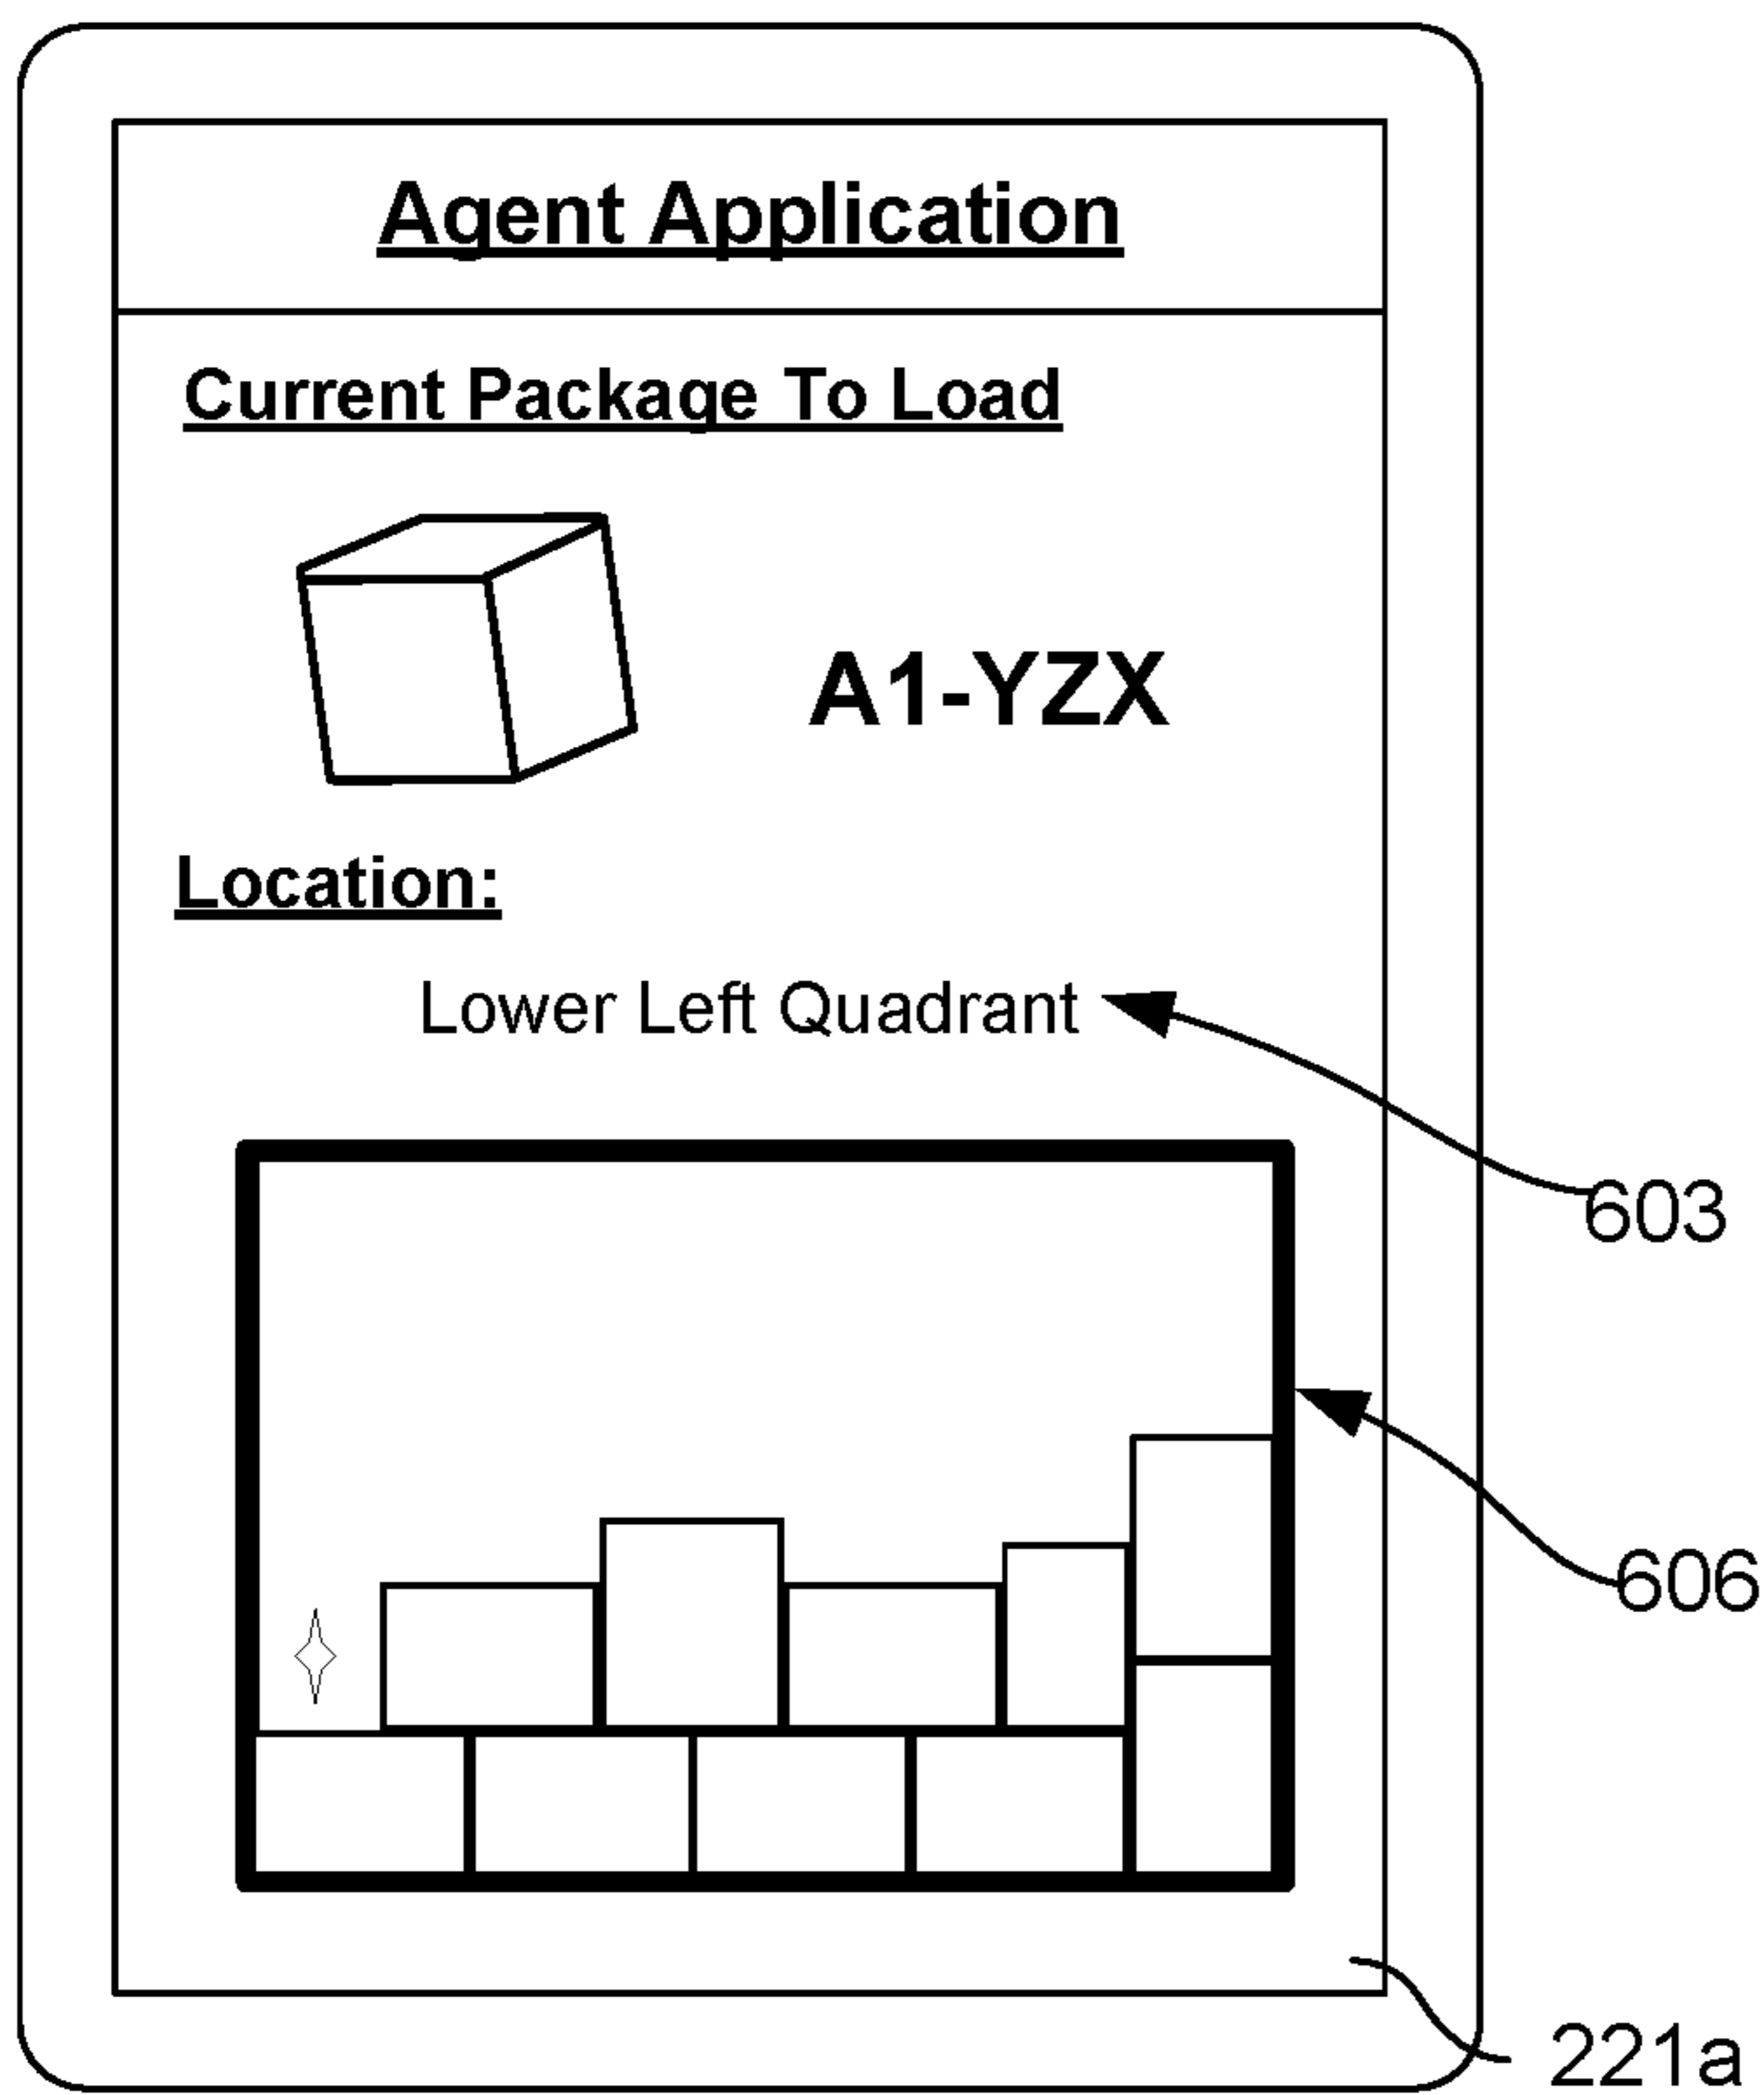 Agent Application
Current Package To Load
A1-YZX
Location:
Lower Left Quadrant
603
606
221a